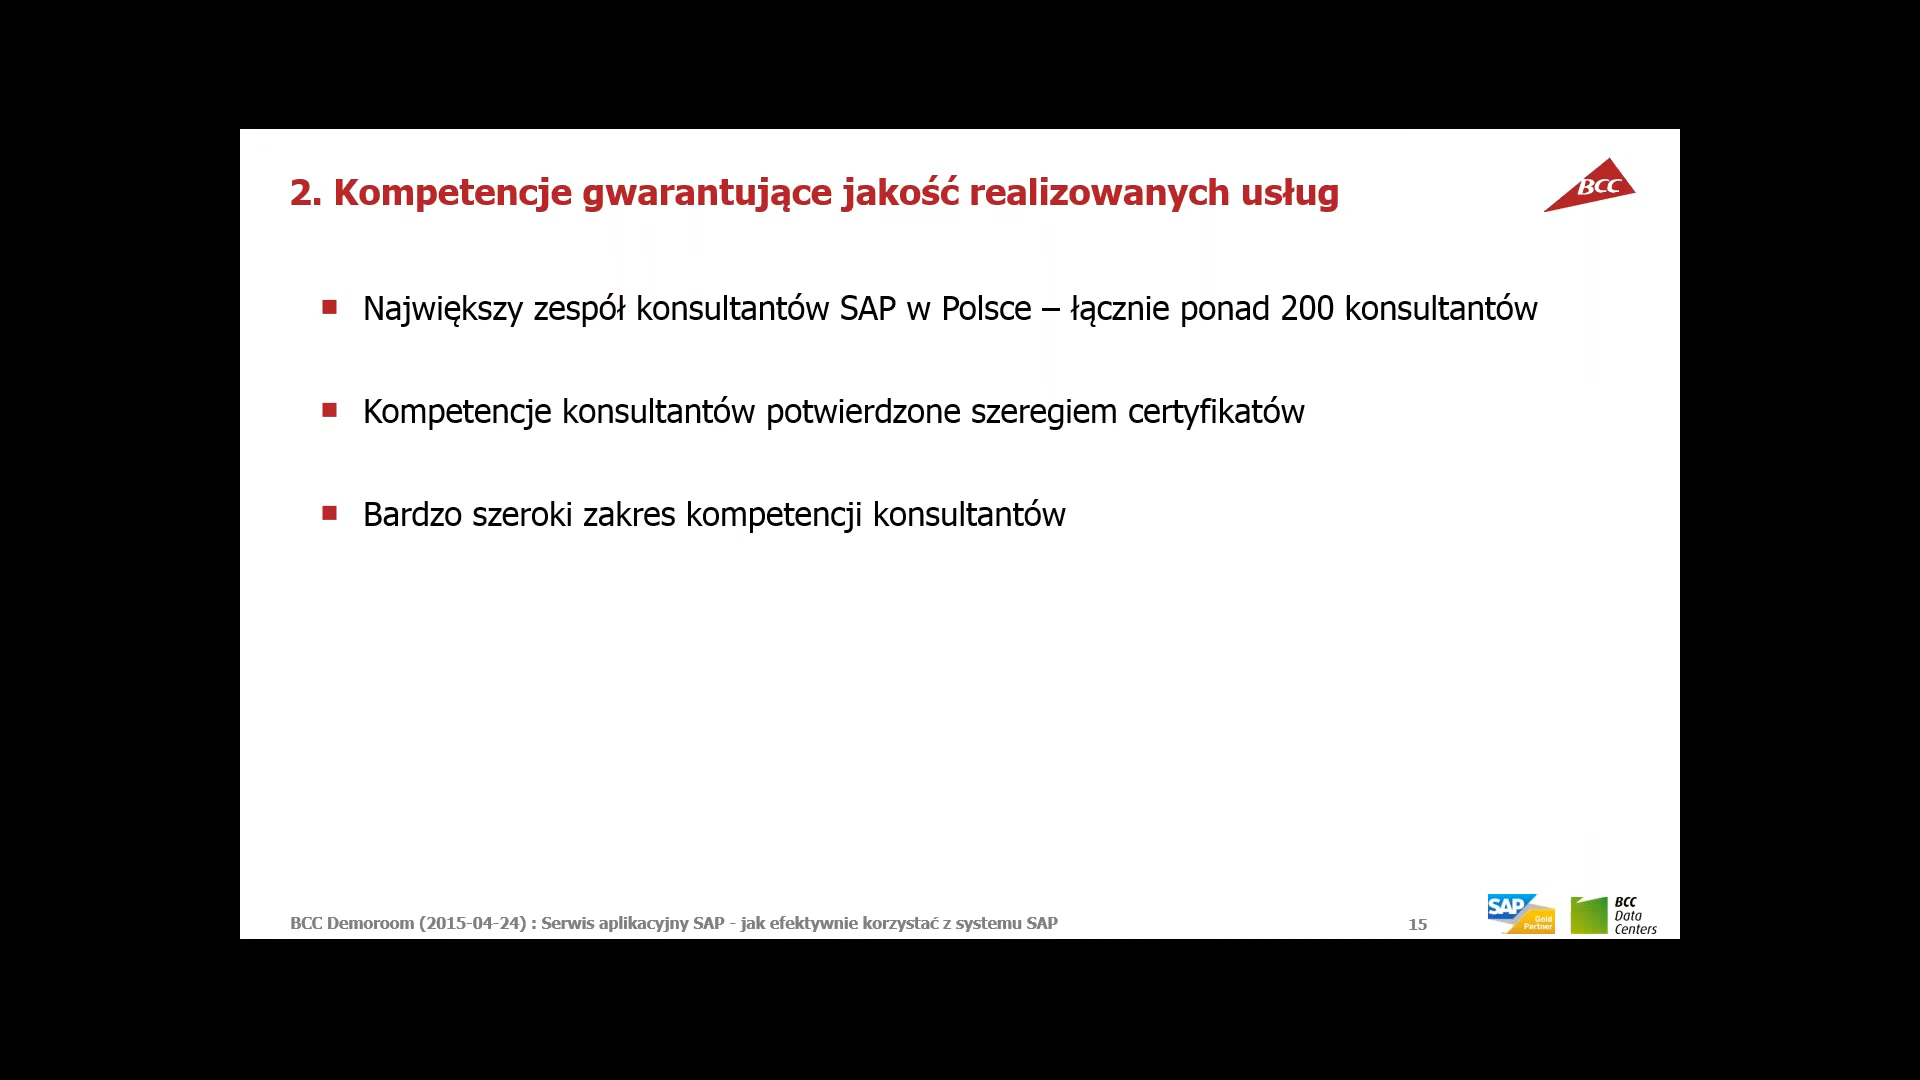 2. Kompetencje gwarantujące jakość realizowanych usług
BCC
Największy zespół konsultantów SAP w Polsce – łącznie ponad 200 konsultantów
Kompetencje konsultantów potwierdzone szeregiem certyfikatów
Bardzo szeroki zakres kompetencji konsultantów
BCC Demoroom (2015-04-24) : Serwis aplikacyjny SAP - jak efektywnie korzystać z systemu SAP
15
SAP
Gold
Partner
BCC
Data
Centers